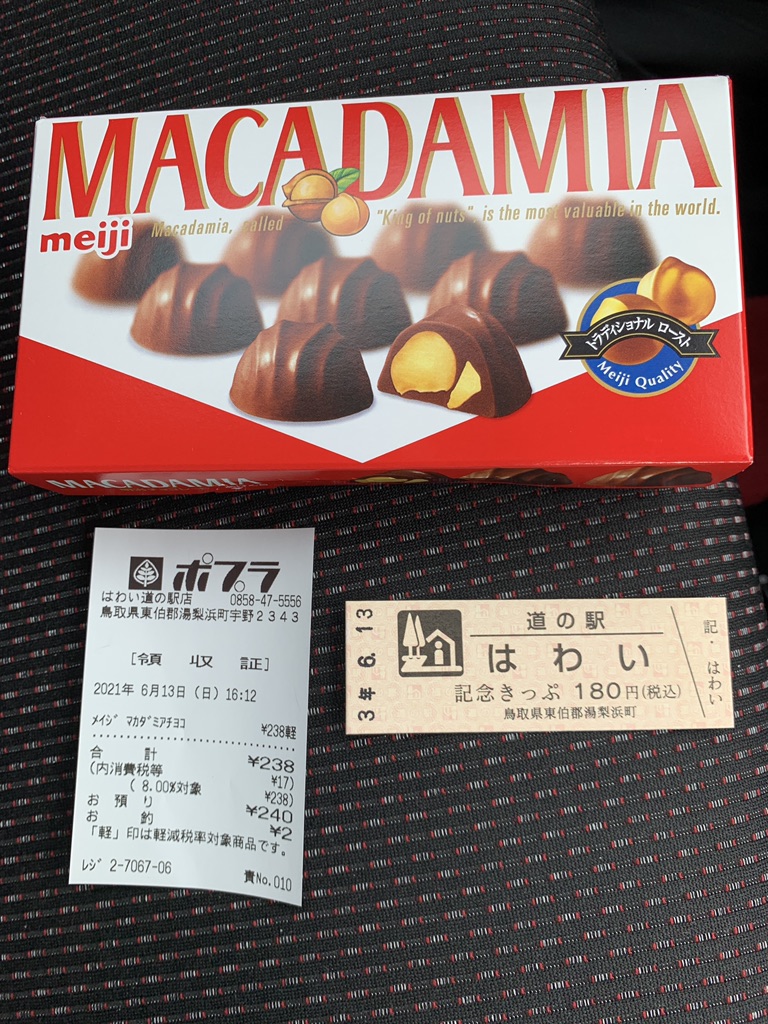 MACADAMIA
meiji
Macadamia, called "King of nuts", is the most valuable in the world.
トラディショナル ロースト
Meiji Quality
MACADAMIA
ポプラ
はわい道の駅店 0858-47-5556
鳥取県東伯郡湯梨浜町宇野2343
[領 収 証]
2021年 6月13日(日) 16:12
メイジ マカダミアチョコ ¥238軽
合 計 ¥238
(内消費税等 ¥17)
( 8.00%対象 ¥238)
お 預 り ¥240
お 釣 ¥2
「軽」印は軽減税率対象商品です。
レジ 2-7067-06 責No.010
3年 6.13
道の駅
はわい
記念きっぷ 180円(税込)
鳥取県東伯郡湯梨浜町
記・はわい